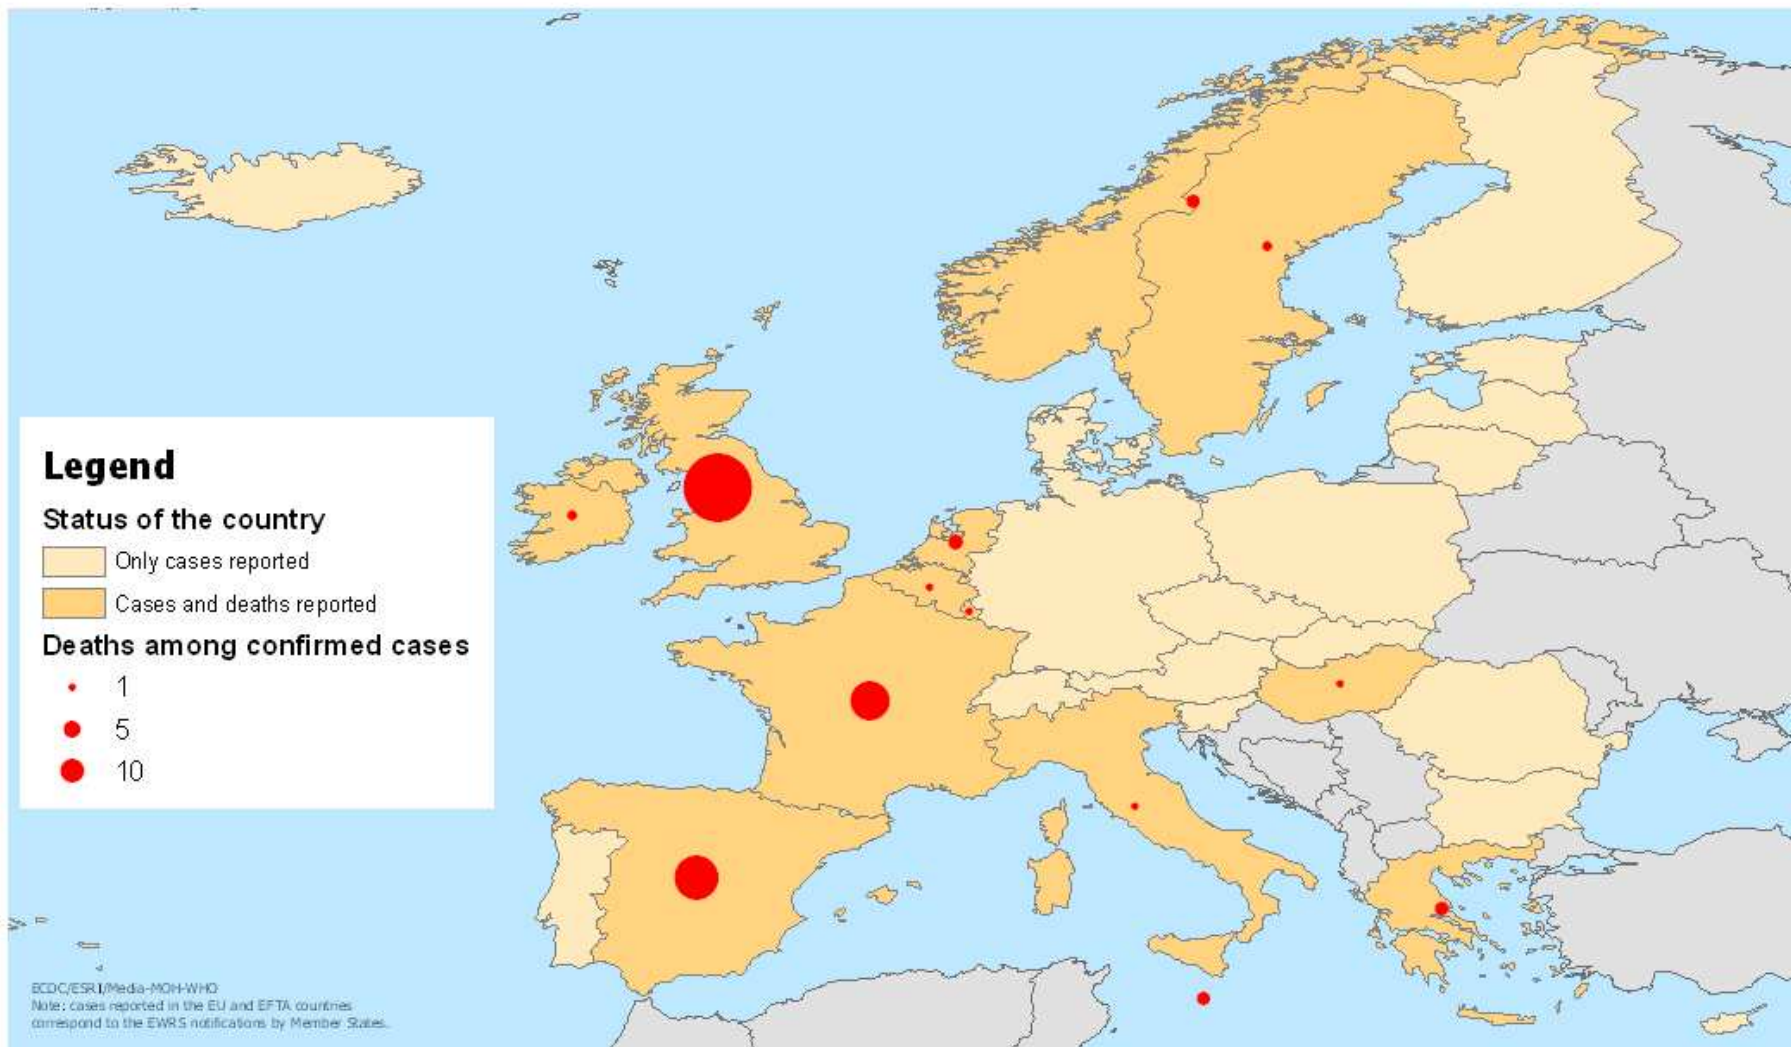 Legend
Status of the country
Only cases reported
Cases and deaths reported
Deaths among confirmed cases
1
5
10
ECDC/ESRI/Media-MOH-WHO
Note: cases reported in the EU and EFTA countries
correspond to the EWRS notifications by Member States.